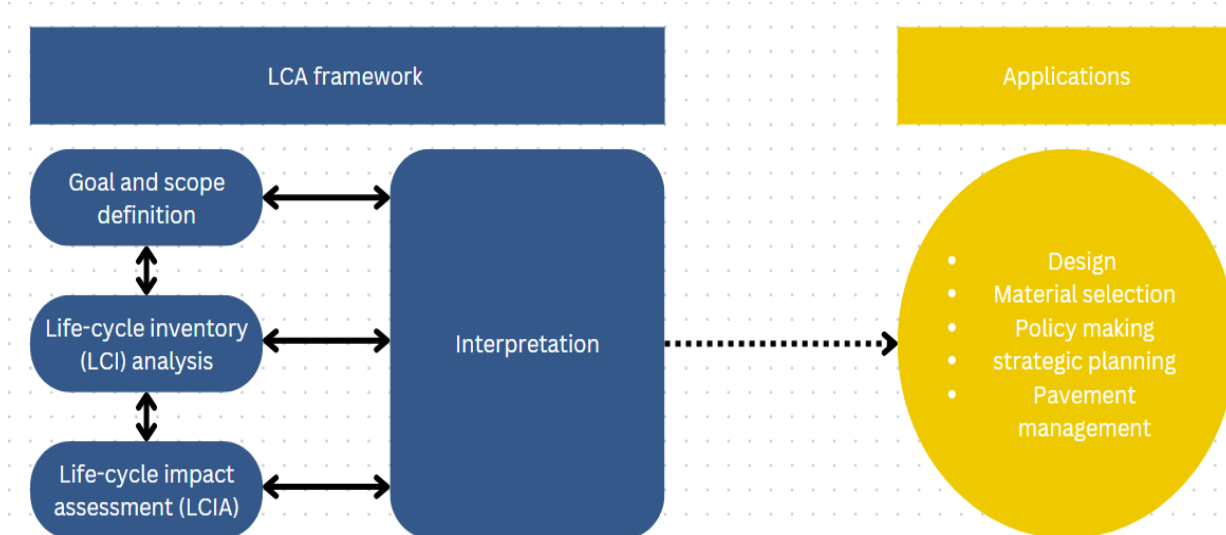 LCA framework
Applications
Goal and scope
definition
Life-cycle inventory
(LCI) analysis
Life-cycle impact
assessment (LCIA)
Interpretation
• Design
• Material selection
• Policy making
• strategic planning
• Pavement
management